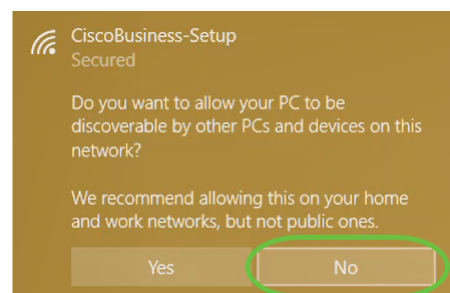 CiscoBusiness-Setup
Secured
Do you want to allow your PC to be
discoverable by other PCs and devices on this
network?
We recommend allowing this on your home
and work networks, but not public ones.
Yes No